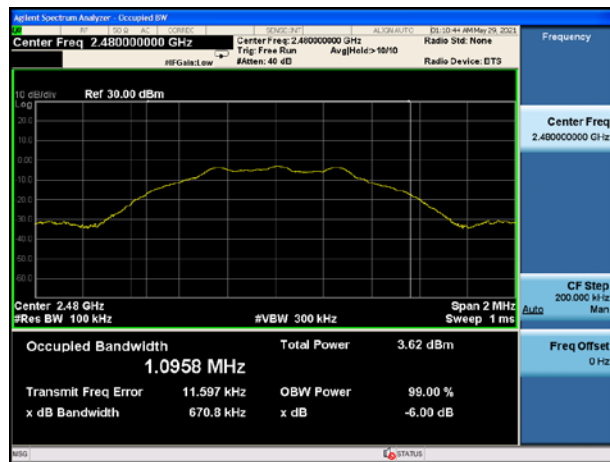 Agilent Spectrum Analyzer - Occupied BW
RF 50 Ω AC CORREC SENSE:INT ALIGNAUTO 01:10:44 AM May 29, 2021
Center Freq 2.480000000 GHz
Center Freq: 2.480000000 GHz
Radio Std: None
Trig: Free Run Avg|Hold:>10/10
#IFGain:Low
#Atten: 40 dB
Radio Device: BTS
Frequency
10 dB/div Ref 30.00 dBm
Log
20.0
10.0
0.00
10.0
20.0
30.0
40.0
50.0
60.0
Center Freq
2.480000000 GHz
Center 2.48 GHz
Span 2 MHz
#Res BW 100 kHz
#VBW 300 kHz
Sweep 1 ms
CF Step
200.000 kHz
Auto Man
Occupied Bandwidth
1.0958 MHz
Total Power 3.62 dBm
Transmit Freq Error 11.597 kHz
OBW Power 99.00 %
x dB Bandwidth 670.8 kHz
x dB -6.00 dB
Freq Offset
0 Hz
MSG
STATUS